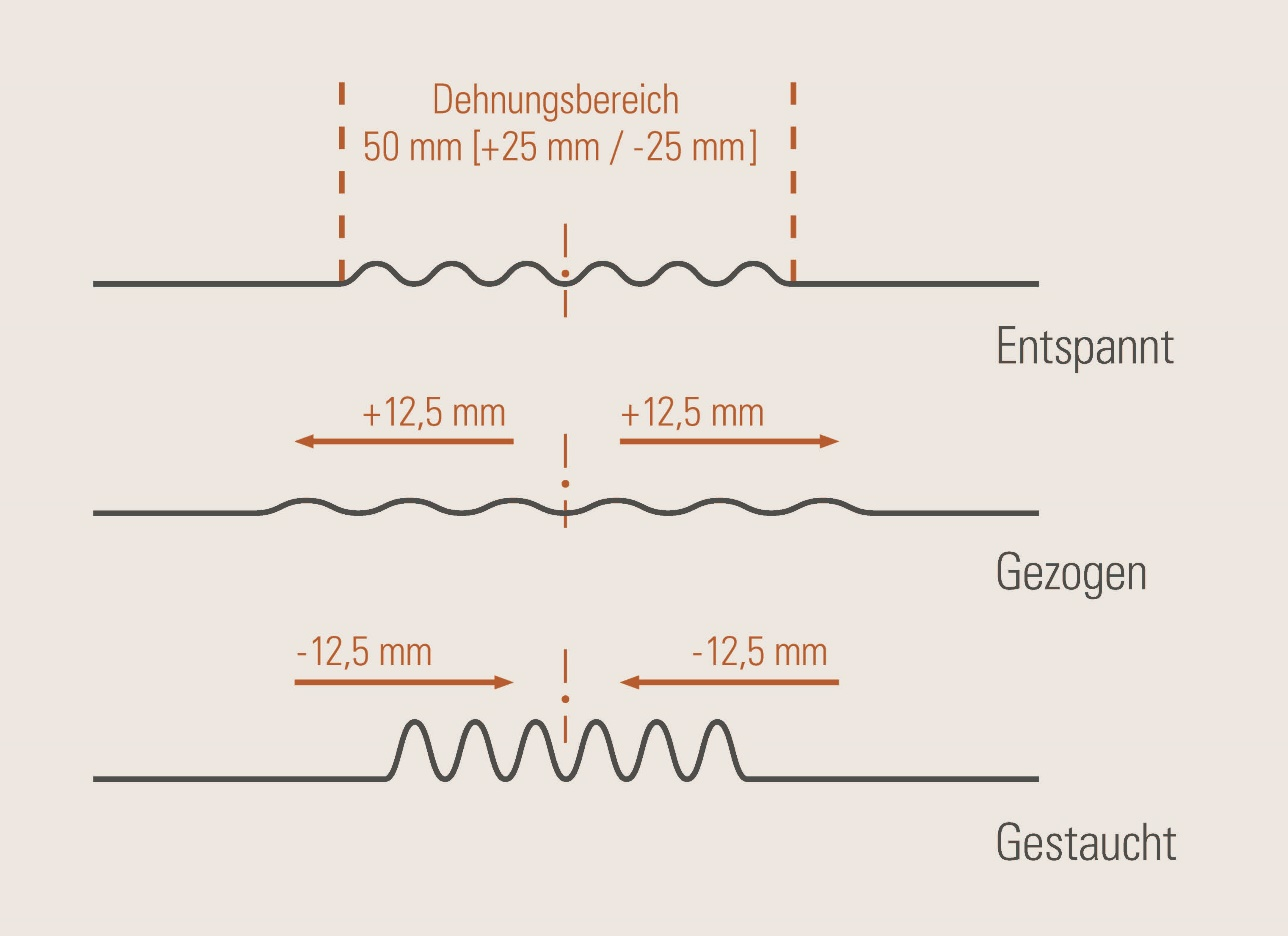 Dehnungsbereich
50 mm [+25 mm / -25 mm]
Entspannt
+12,5 mm
+12,5 mm
Gezogen
-12,5 mm
-12,5 mm
Gestaucht